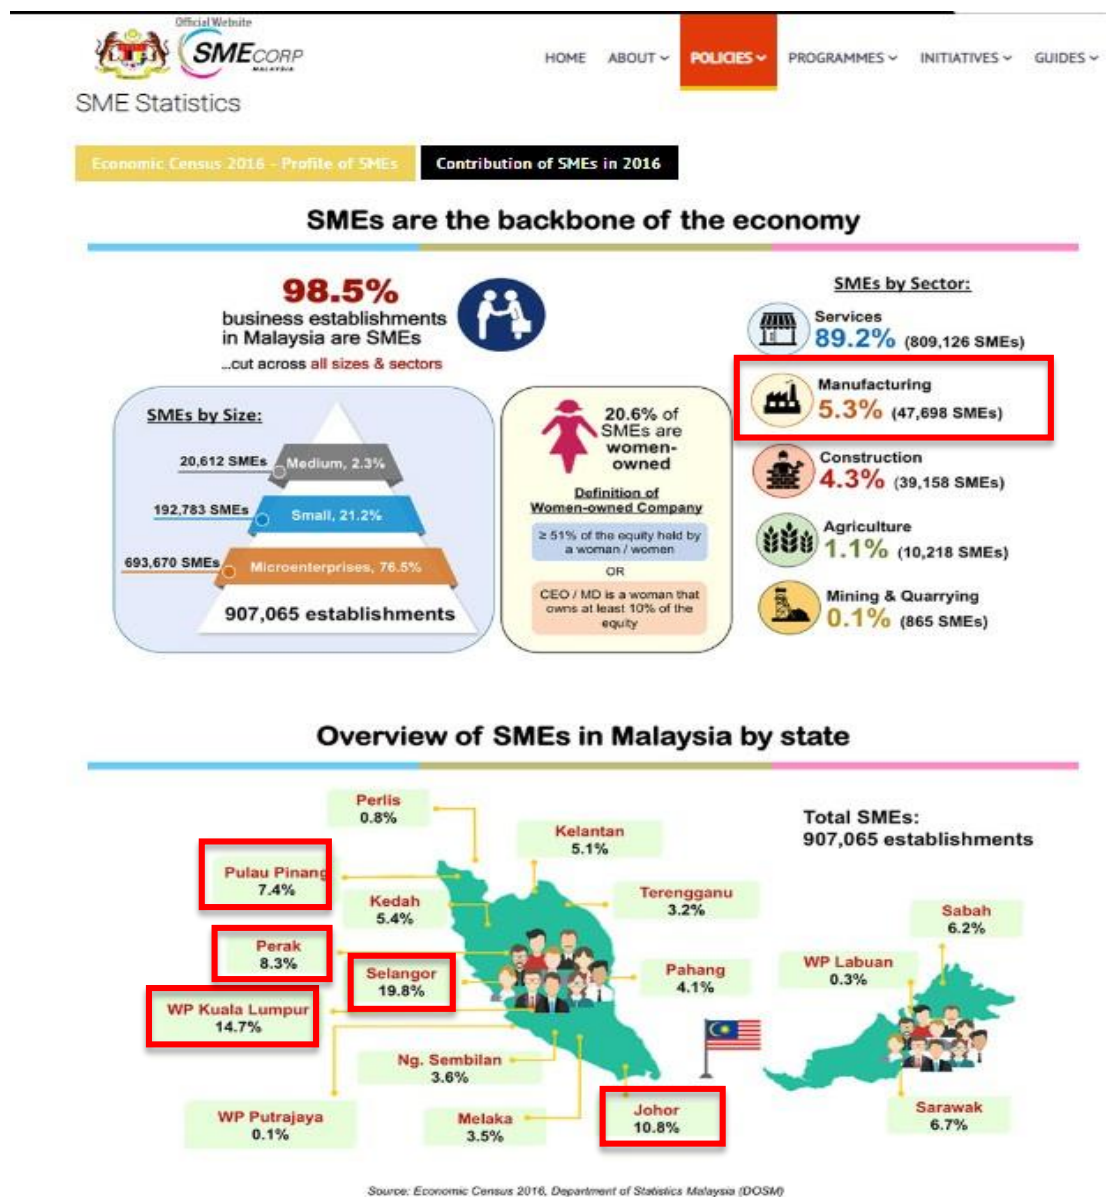 Official Website
SMECORP
MALAYSIA
HOME ABOUT POLICIES PROGRAMMES INITIATIVES GUIDES
SME Statistics
Economic Census 2016 - Profile of SMEs
Contribution of SMEs in 2016
SMEs are the backbone of the economy
98.5%
business establishments
in Malaysia are SMEs
...cut across all sizes & sectors
SMEs by Size:
20,612 SMEs
Medium, 2.3%
192,783 SMEs
Small, 21.2%
693,670 SMEs
Microenterprises, 76.5%
907,065 establishments
20.6% of
SMEs are
women-
owned
Definition of
Women-owned Company
≥ 51% of the equity held by
a woman / women
OR
CEO / MD is a woman that
owns at least 10% of the
equity
SMEs by Sector:
Services
89.2% (809,126 SMEs)
Manufacturing
5.3% (47,698 SMEs)
Construction
4.3% (39,158 SMEs)
Agriculture
1.1% (10,218 SMEs)
Mining & Quarrying
0.1% (865 SMEs)
Overview of SMEs in Malaysia by state
Total SMEs:
907,065 establishments
Perlis
0.8%
Kelantan
5.1%
Pulau Pinang
7.4%
Kedah
5.4%
Terengganu
3.2%
Sabah
6.2%
Perak
8.3%
Selangor
19.8%
Pahang
4.1%
WP Labuan
0.3%
WP Kuala Lumpur
14.7%
Ng. Sembilan
3.6%
WP Putrajaya
0.1%
Melaka
3.5%
Johor
10.8%
Sarawak
6.7%
Source: Economic Census 2016, Department of Statistics Malaysia (DOSM)